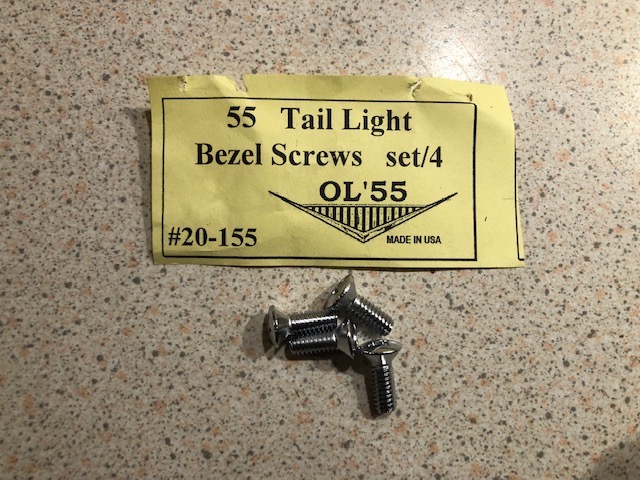 55 Tail Light
Bezel Screws set/4
OL'55
#20-155
MADE IN USA